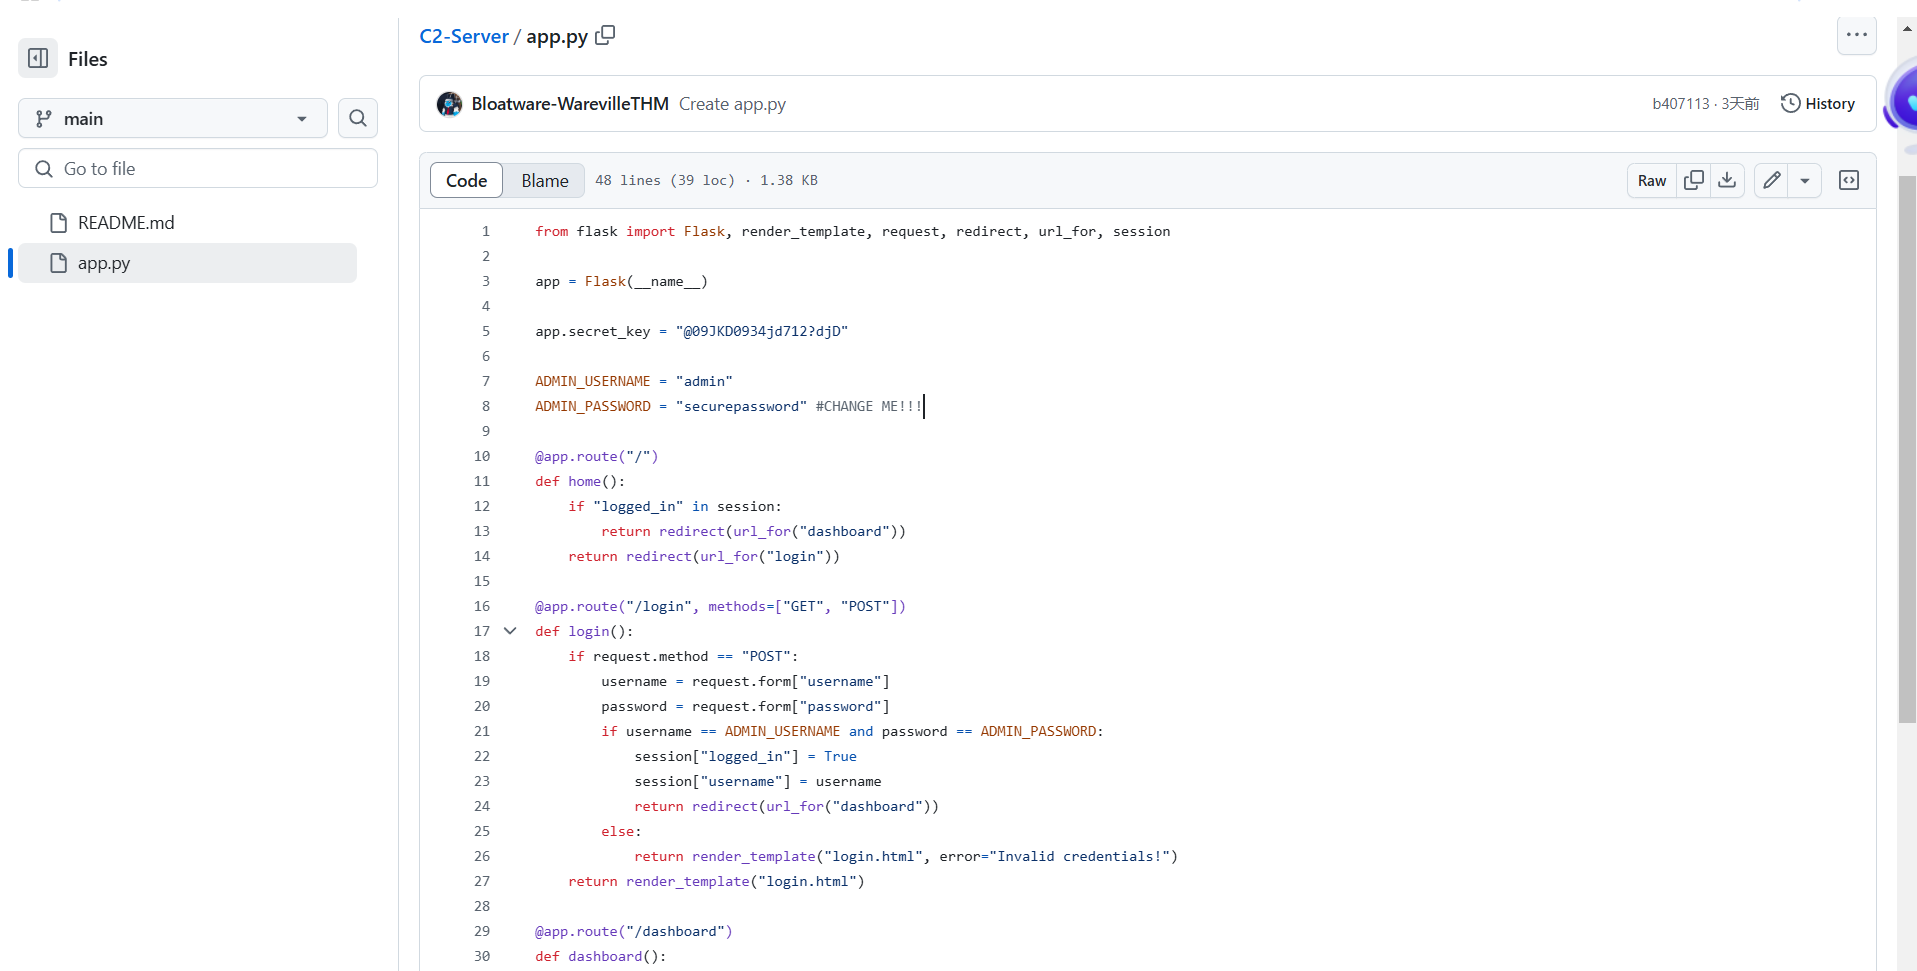 Files
main
Go to file
README.md
app.py
C2-Server / app.py
Bloatware-WarevilleTHM Create app.py
b407113 · 3天前 History
Code Blame 48 lines (39 loc) · 1.38 KB Raw
1 from flask import Flask, render_template, request, redirect, url_for, session
2
3 app = Flask(__name__)
4
5 app.secret_key = "@09JKD0934jd712?djD"
6
7 ADMIN_USERNAME = "admin"
8 ADMIN_PASSWORD = "securepassword" #CHANGE ME!!!
9
10 @app.route("/")
11 def home():
12     if "logged_in" in session:
13         return redirect(url_for("dashboard"))
14     return redirect(url_for("login"))
15
16 @app.route("/login", methods=["GET", "POST"])
17 def login():
18     if request.method == "POST":
19         username = request.form["username"]
20         password = request.form["password"]
21         if username == ADMIN_USERNAME and password == ADMIN_PASSWORD:
22             session["logged_in"] = True
23             session["username"] = username
24             return redirect(url_for("dashboard"))
25         else:
26             return render_template("login.html", error="Invalid credentials!")
27     return render_template("login.html")
28
29 @app.route("/dashboard")
30 def dashboard():